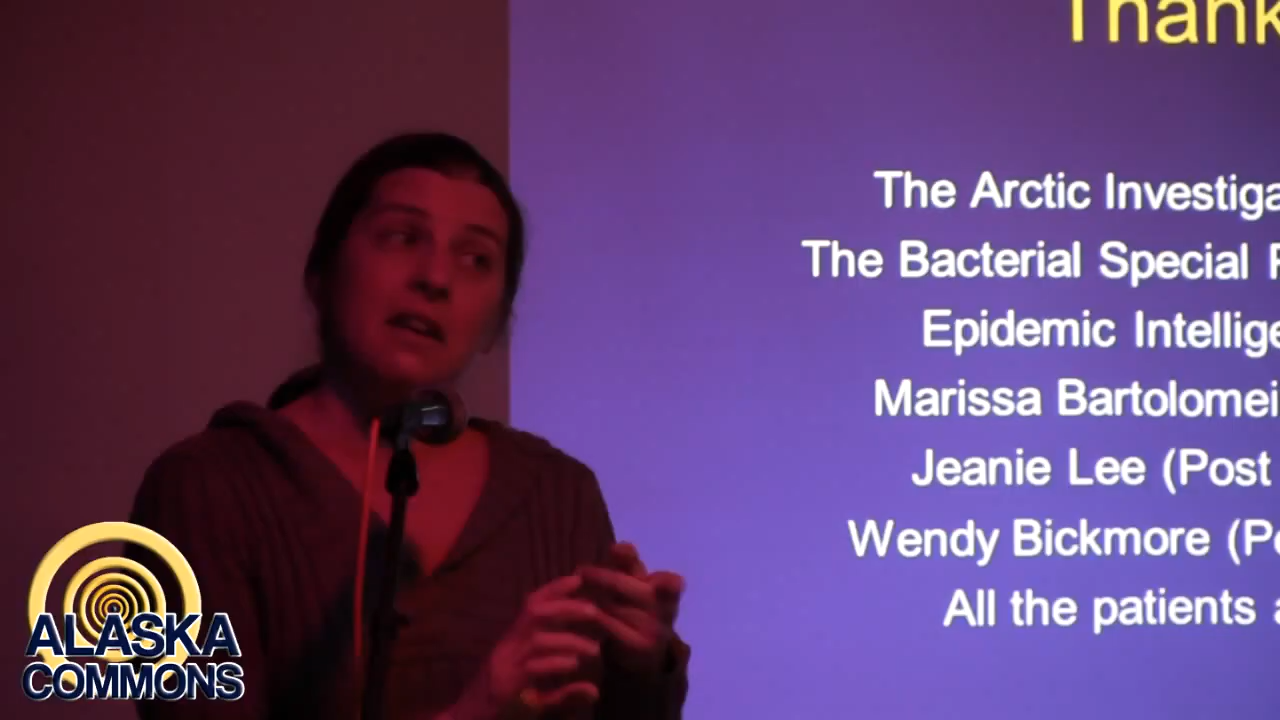 Thank
The Arctic Investiga
The Bacterial Special
Epidemic Intellige
Marissa Bartolomei
Jeanie Lee (Post
Wendy Bickmore (Po
All the patients
ALASKA
COMMONS